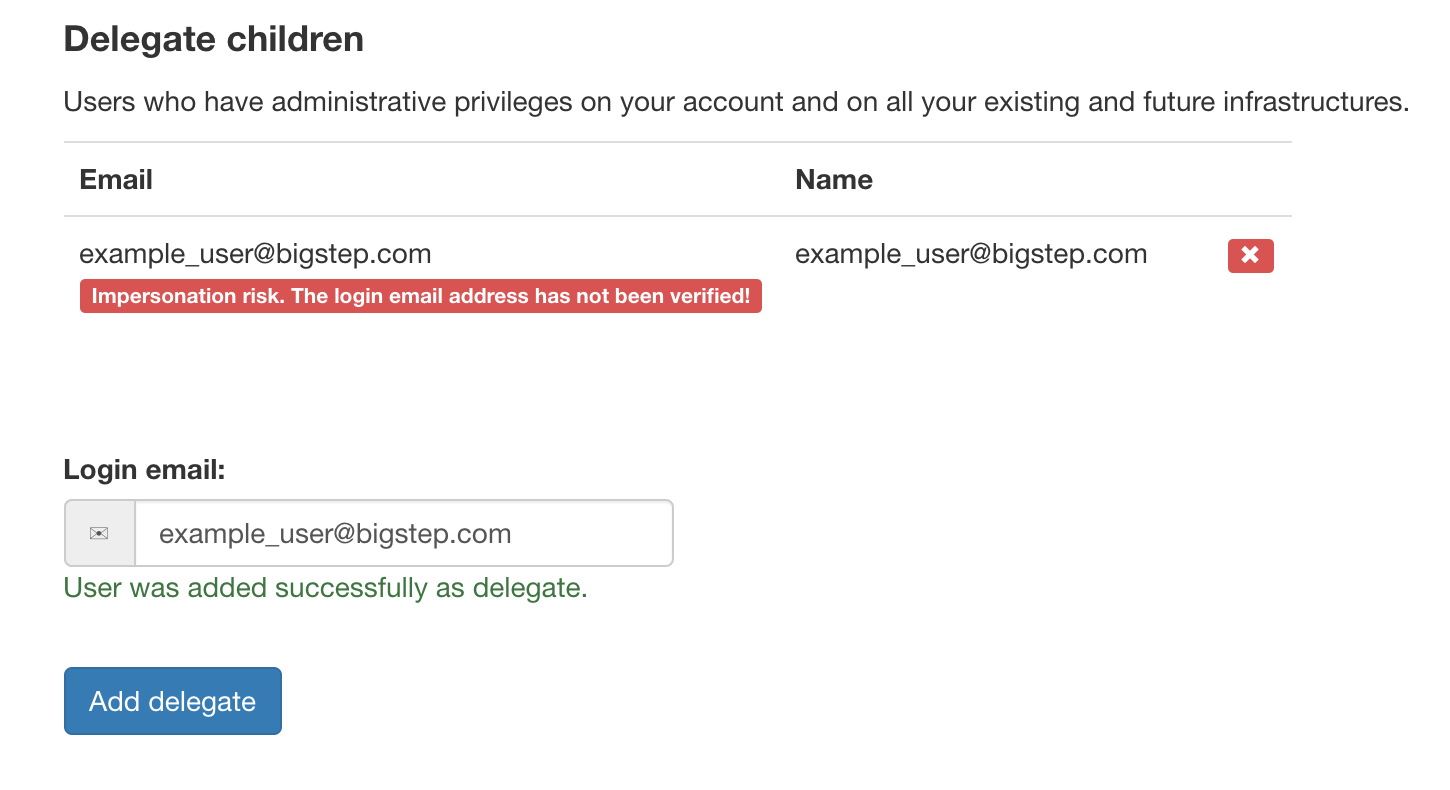 Delegate children
Users who have administrative privileges on your account and on all your existing and future infrastructures.
Email Name
example_user@bigstep.com example_user@bigstep.com
Impersonation risk. The login email address has not been verified!
Login email:
example_user@bigstep.com
User was added successfully as delegate.
Add delegate